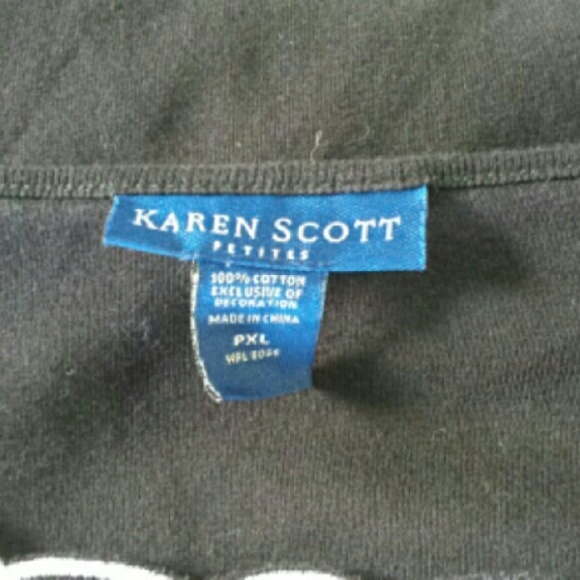 KAREN SCOTT
PETITES
100% COTTON
EXCLUSIVE OF
DECORATION
MADE IN CHINA
PXL